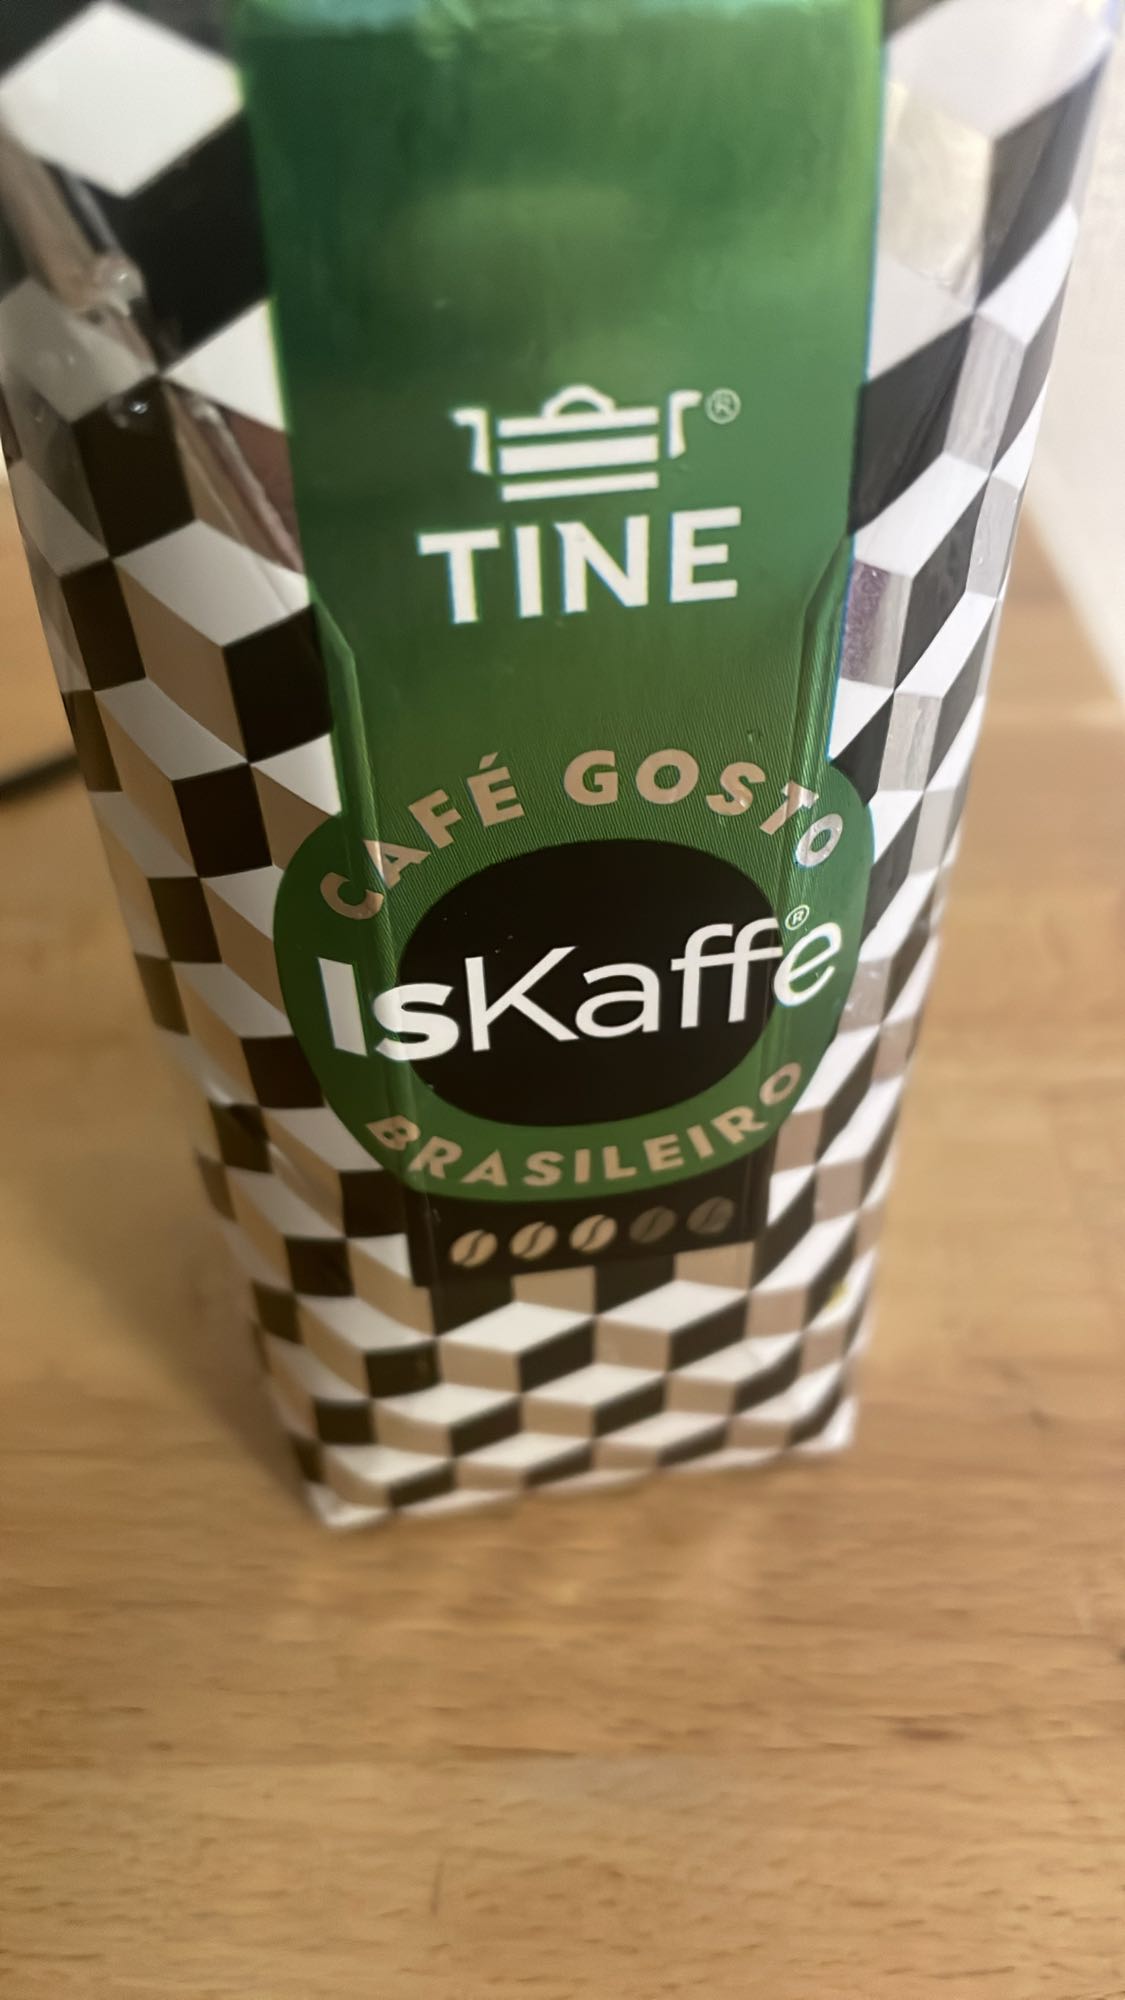 ®
TINE
CAFÉ GOSTO
IsKaffe®
BRASILEIRO